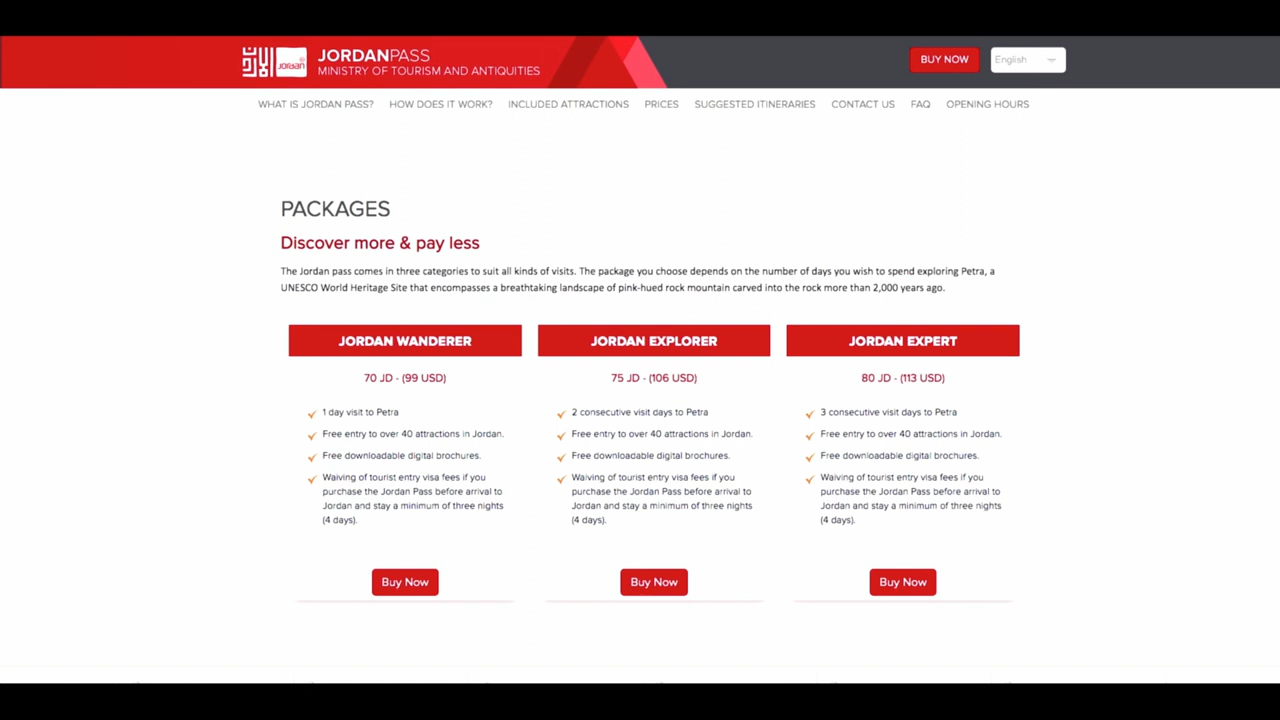 Jordan
JORDANPASS
MINISTRY OF TOURISM AND ANTIQUITIES
BUY NOW
English
WHAT IS JORDAN PASS?
HOW DOES IT WORK?
INCLUDED ATTRACTIONS
PRICES
SUGGESTED ITINERARIES
CONTACT US
FAQ
OPENING HOURS
PACKAGES
Discover more & pay less
The Jordan pass comes in three categories to suit all kinds of visits. The package you choose depends on the number of days you wish to spend exploring Petra, a
UNESCO World Heritage Site that encompasses a breathtaking landscape of pink-hued rock mountain carved into the rock more than 2,000 years ago.
JORDAN WANDERER
70 JD - (99 USD)
1 day visit to Petra
Free entry to over 40 attractions in Jordan.
Free downloadable digital brochures.
Waiving of tourist entry visa fees if you
purchase the Jordan Pass before arrival to
Jordan and stay a minimum of three nights
(4 days).
Buy Now
JORDAN EXPLORER
75 JD - (106 USD)
2 consecutive visit days to Petra
Free entry to over 40 attractions in Jordan.
Free downloadable digital brochures.
Waiving of tourist entry visa fees if you
purchase the Jordan Pass before arrival to
Jordan and stay a minimum of three nights
(4 days).
Buy Now
JORDAN EXPERT
80 JD - (113 USD)
3 consecutive visit days to Petra
Free entry to over 40 attractions in Jordan.
Free downloadable digital brochures.
Waiving of tourist entry visa fees if you
purchase the Jordan Pass before arrival to
Jordan and stay a minimum of three nights
(4 days).
Buy Now